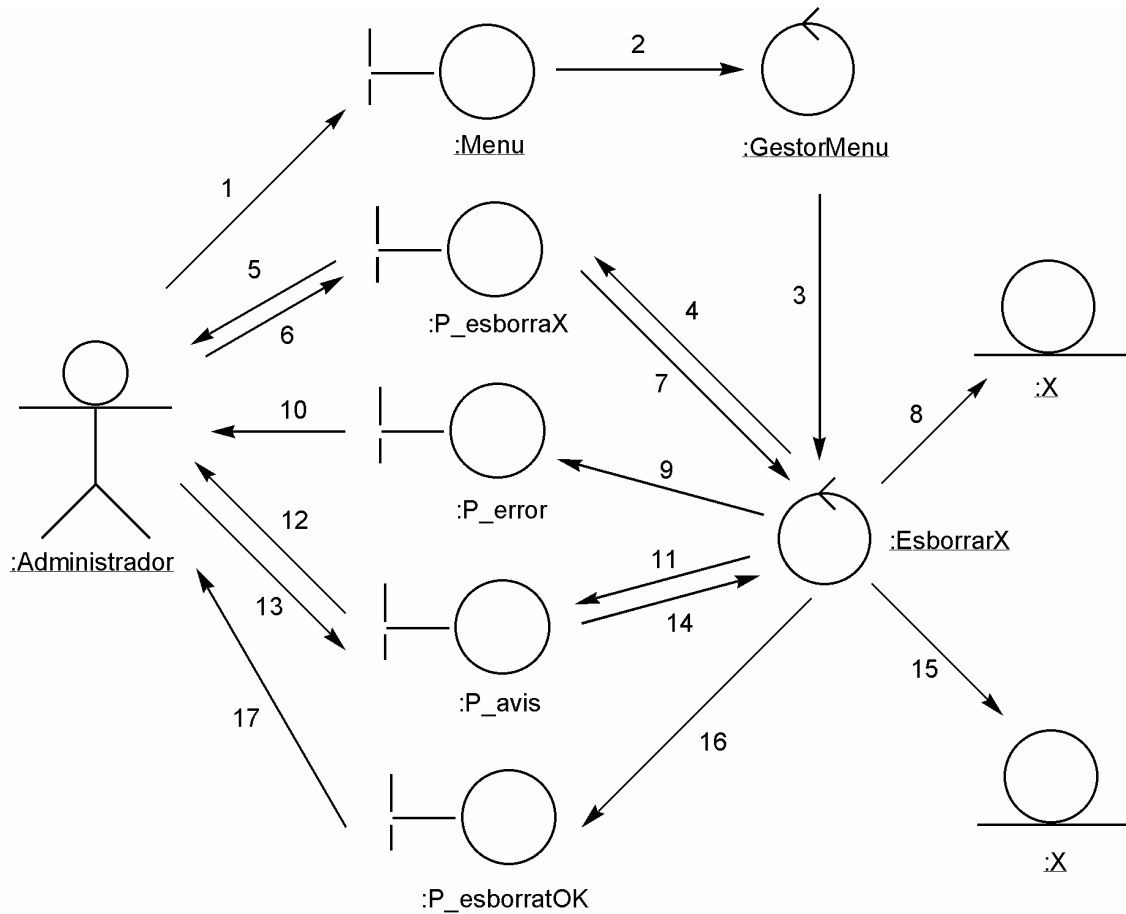 2
:Menu
:GestorMenu
1
5
6
:P_esborraX
4
7
3
:X
8
10
9
:P_error
:Administrador
12
13
11
14
:EsborrarX
:P_avis
15
17
16
:X
:P_esborratOK